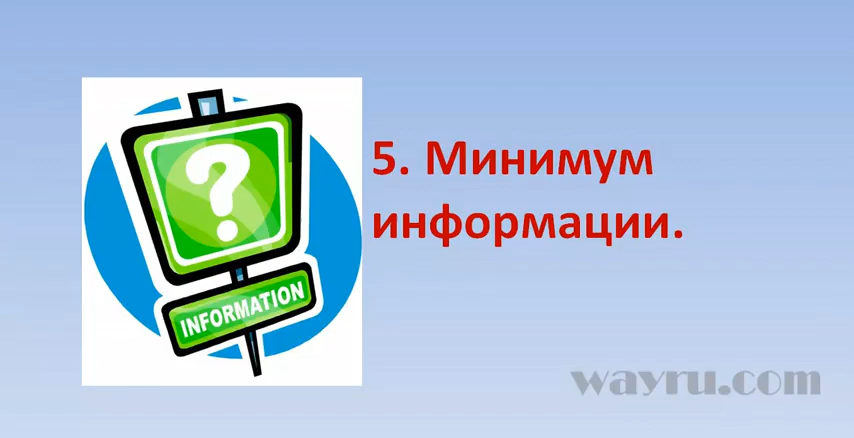 ?
INFORMATION
5. Минимум
информации.
wayru.com